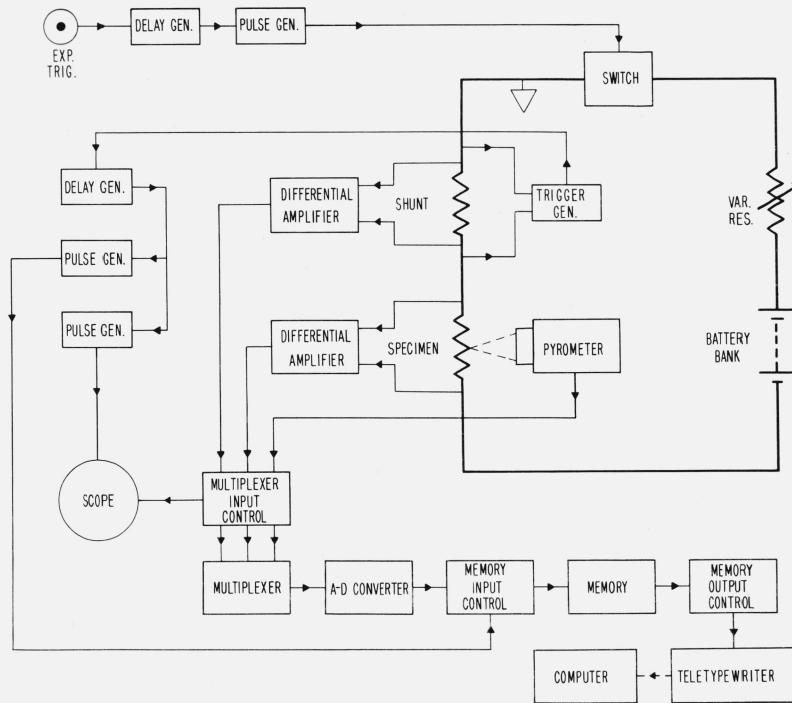 EXP.
TRIG.
DELAY GEN.
PULSE GEN.
SWITCH
DELAY GEN.
DIFFERENTIAL
AMPLIFIER
SHUNT
TRIGGER
GEN.
VAR.
RES.
PULSE GEN.
PULSE GEN.
DIFFERENTIAL
AMPLIFIER
SPECIMEN
PYROMETER
BATTERY
BANK
SCOPE
MULTIPLEXER
INPUT
CONTROL
MULTIPLEXER
A-D CONVERTER
MEMORY
INPUT
CONTROL
MEMORY
MEMORY
OUTPUT
CONTROL
COMPUTER
TELETYPEWRITER